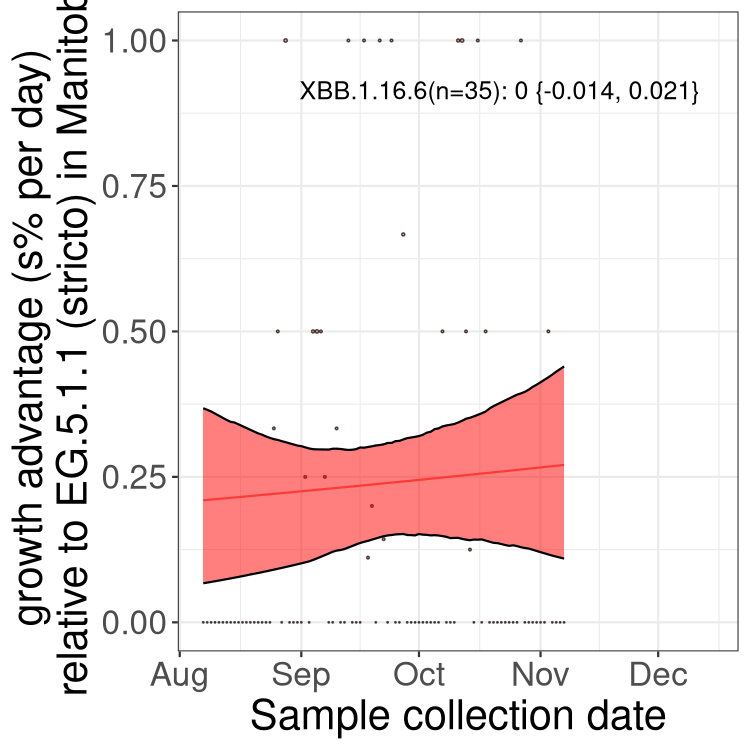 growth advantage (s% per day)
relative to EG.5.1.1 (stricto) in Manitob
1.00
0.75
0.50
0.25
0.00
XBB.1.16.6(n=35): 0 {-0.014, 0.021}
Aug Sep Oct Nov Dec
Sample collection date